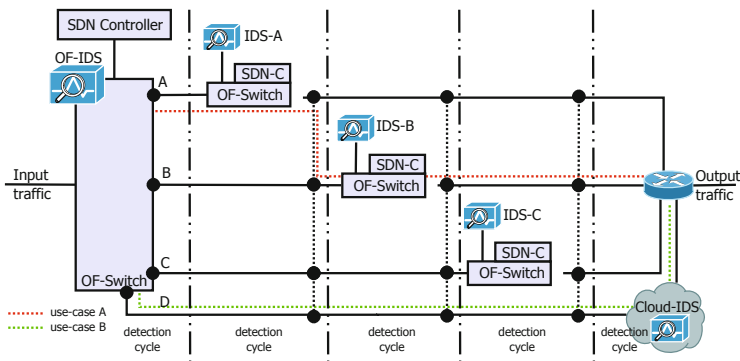 SDN Controller
OF-IDS
IDS-A
A
SDN-C
OF-Switch
IDS-B
B
SDN-C
OF-Switch
Input
traffic
Output
traffic
IDS-C
C
SDN-C
OF-Switch
OF-Switch
D
Cloud-IDS
use-case A
use-case B
detection
cycle
detection
cycle
detection
cycle
detection
cycle
detection
cycle